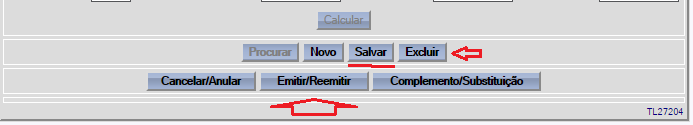 Calcular
Procurar Novo Salvar Excluir
Cancelar/Anular Emitir/Reemitir Complemento/Substituição
TL27204